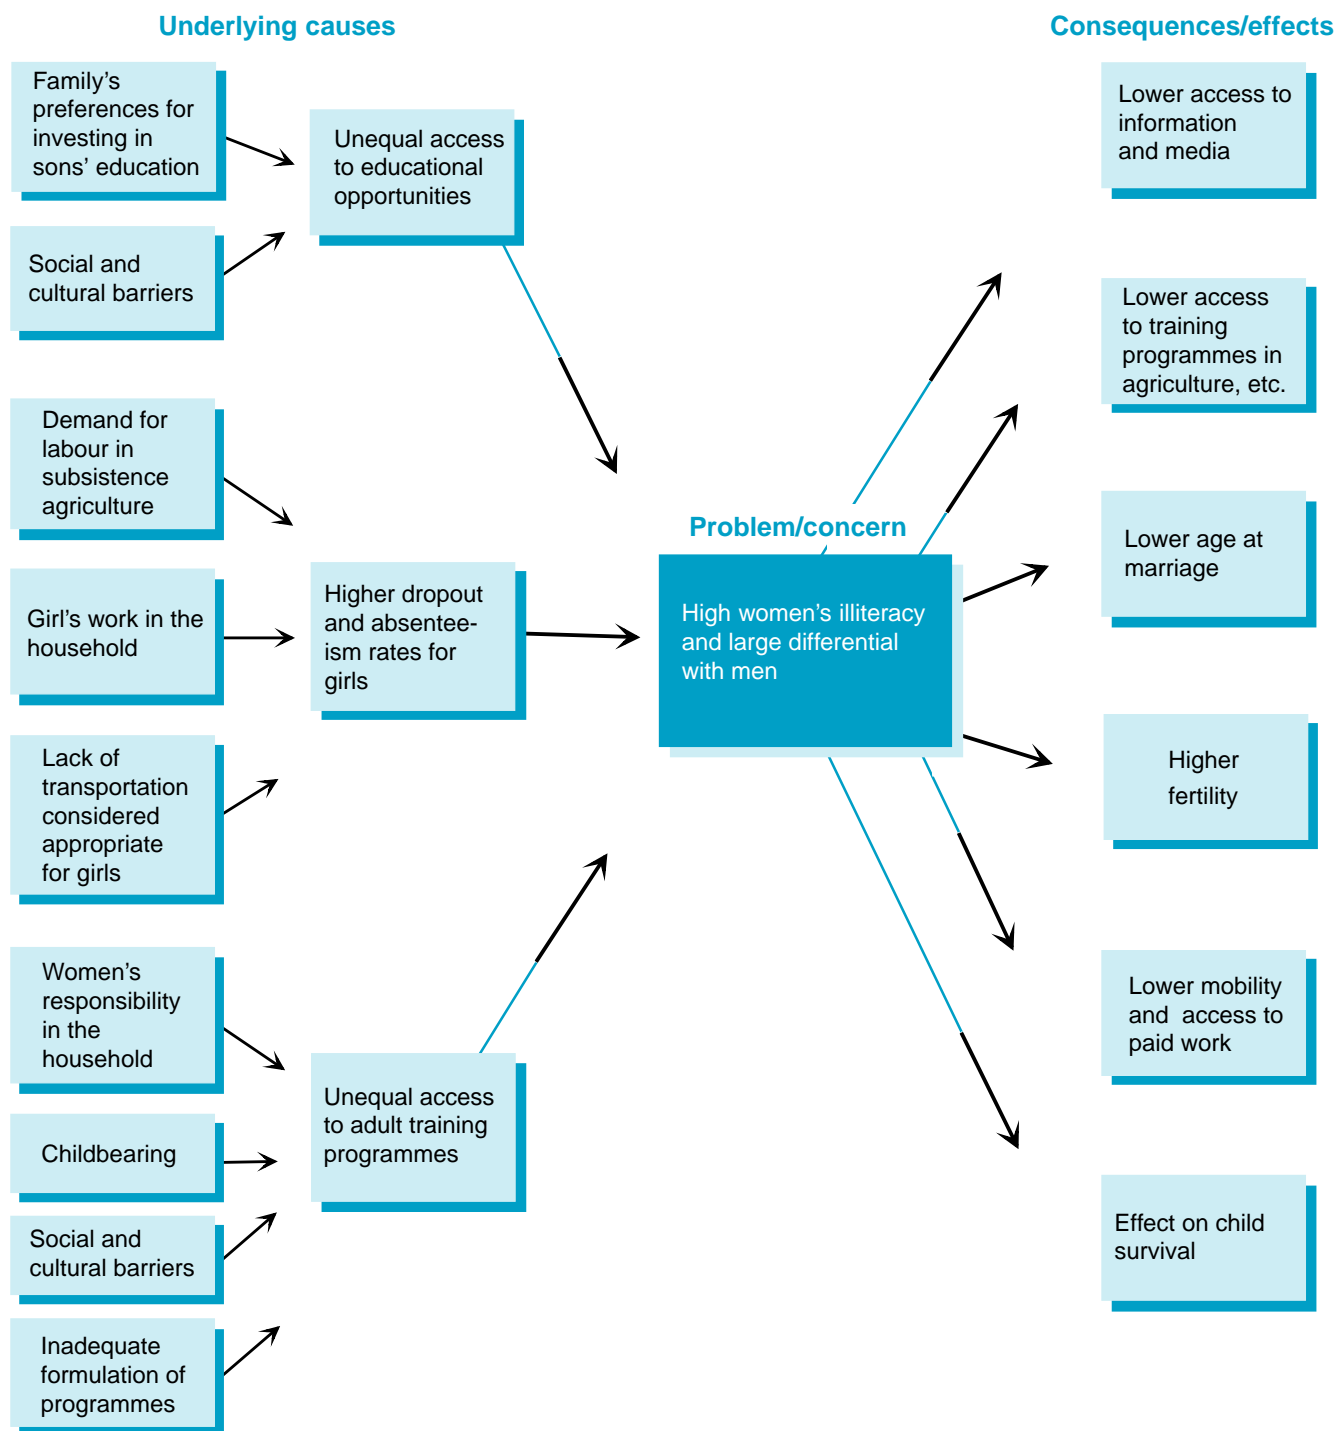 Underlying causes
Consequences/effects
Family’s
preferences for
investing in
sons’ education
Social and
cultural barriers
Unequal access
to educational
opportunities
Demand for
labour in
subsistence
agriculture
Girl’s work in the
household
Lack of
transportation
considered
appropriate
for girls
Higher dropout
and absentee-
ism rates for
girls
Women’s
responsibility
in the
household
Childbearing
Social and
cultural barriers
Inadequate
formulation of
programmes
Unequal access
to adult training
programmes
Problem/concern
High women’s illiteracy
and large differential
with men
Lower access to
information
and media
Lower access
to training
programmes in
agriculture, etc.
Lower age at
marriage
Higher
fertility
Lower mobility
and access to
paid work
Effect on child
survival